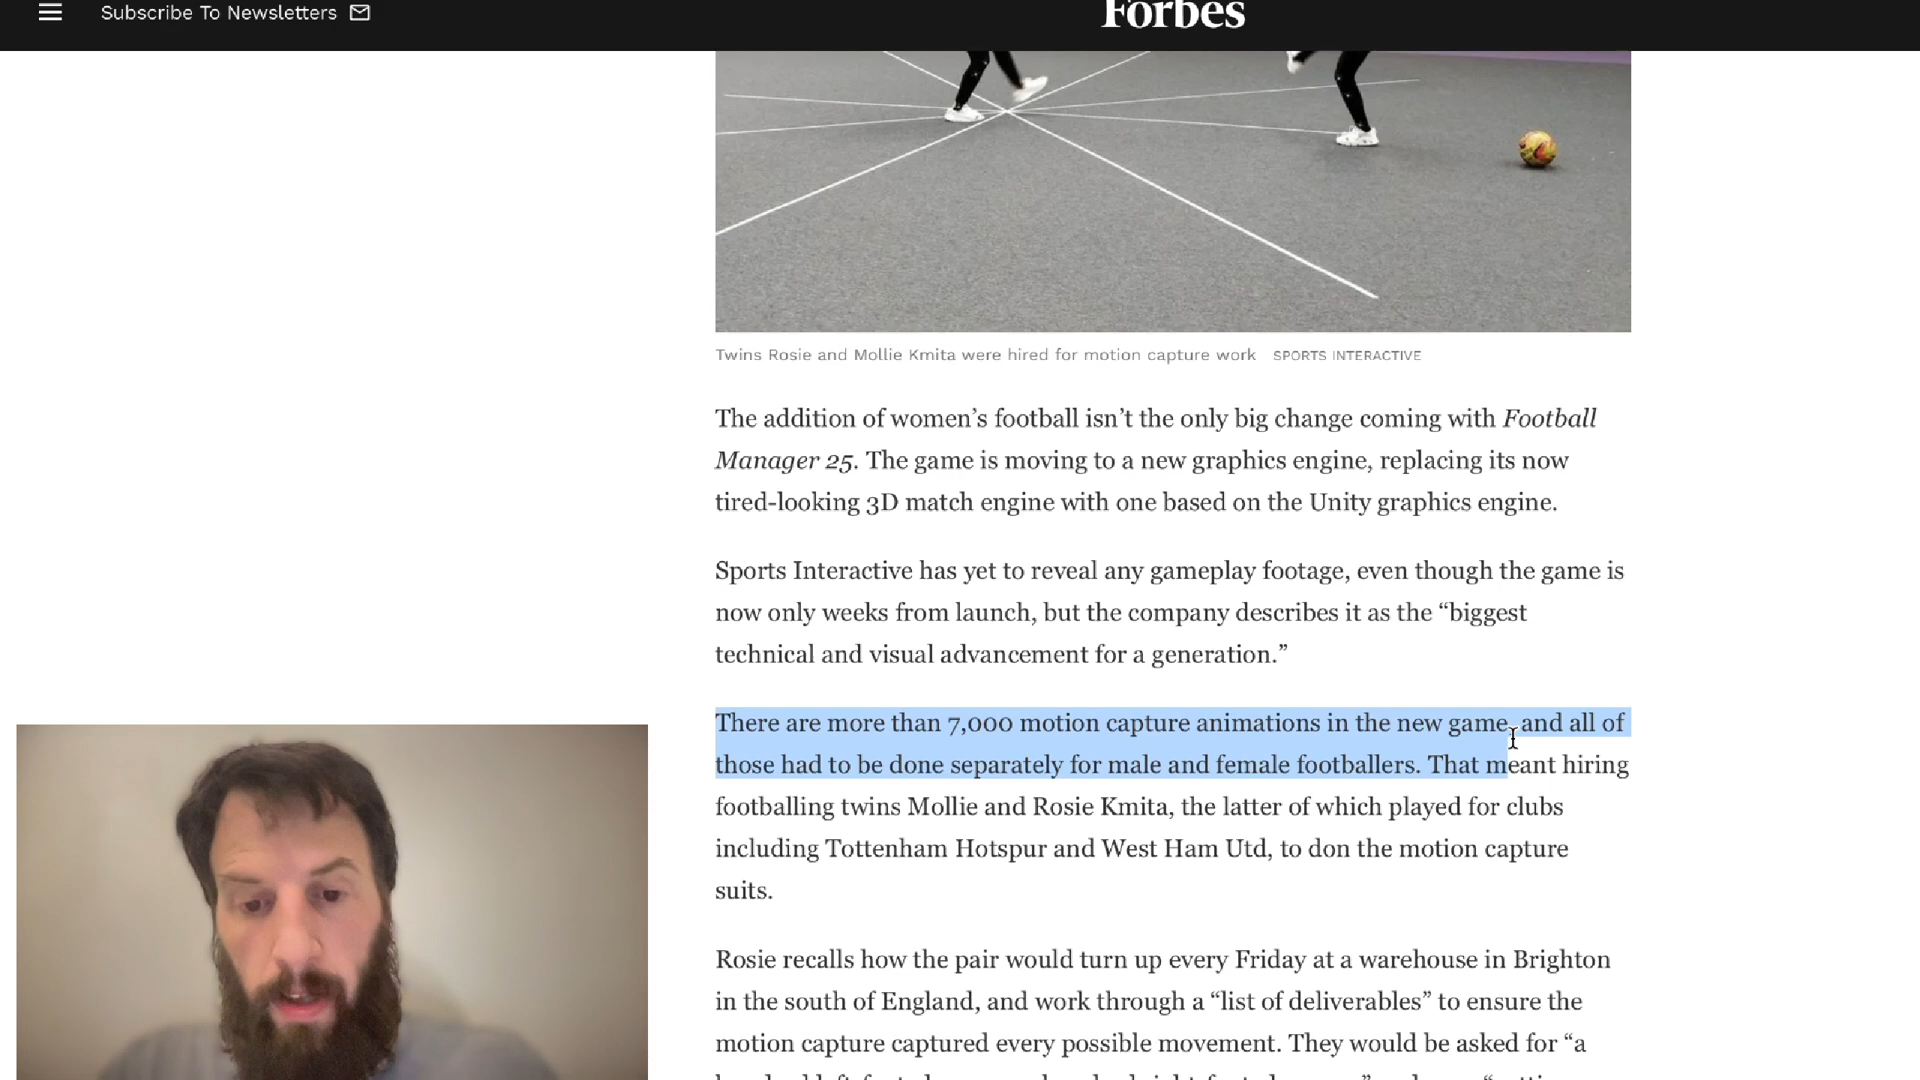 Subscribe To Newsletters
Forbes
Twins Rosie and Mollie Kmita were hired for motion capture work SPORTS INTERACTIVE
The addition of women’s football isn’t the only big change coming with Football
Manager 25. The game is moving to a new graphics engine, replacing its now
tired-looking 3D match engine with one based on the Unity graphics engine.
Sports Interactive has yet to reveal any gameplay footage, even though the game is
now only weeks from launch, but the company describes it as the “biggest
technical and visual advancement for a generation.”
There are more than 7,000 motion capture animations in the new game, and all of
those had to be done separately for male and female footballers. That meant hiring
footballing twins Mollie and Rosie Kmita, the latter of which played for clubs
including Tottenham Hotspur and West Ham Utd, to don the motion capture
suits.
Rosie recalls how the pair would turn up every Friday at a warehouse in Brighton
in the south of England, and work through a “list of deliverables” to ensure the
motion capture captured every possible movement. They would be asked for “a